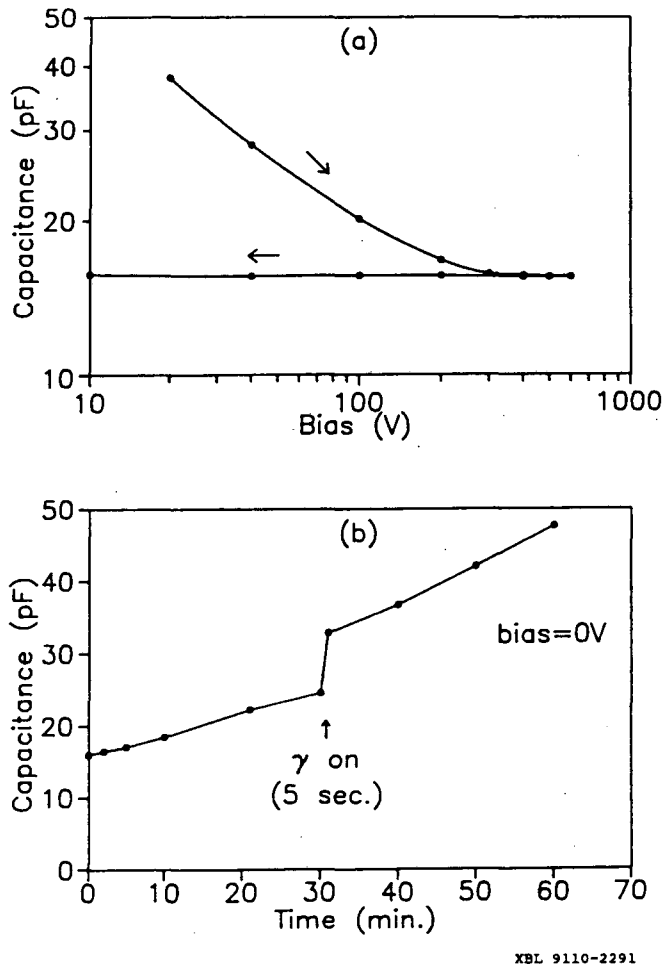 50
(a)
40
30
20
10
Capacitance (pF)
10
100
1000
Bias (V)
50
(b)
40
30
20
10
0
Capacitance (pF)
bias=0V
↑
γ on
(5 sec.)
0 10 20 30 40 50 60 70
Time (min.)
XBL 9110-2291